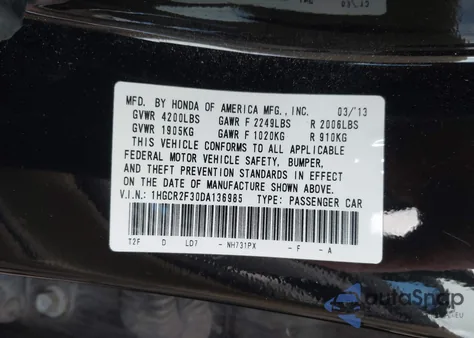 MFD. BY HONDA OF AMERICA MFG., INC. 03/13
GVWR 4200LBS GAWR F 2249LBS R 2006LBS
GVWR 1905KG GAWR F 1020KG R 910KG
THIS VEHICLE CONFORMS TO ALL APPLICABLE
FEDERAL MOTOR VEHICLE SAFETY, BUMPER,
AND THEFT PREVENTION STANDARDS IN EFFECT
ON THE DATE OF MANUFACTURE SHOWN ABOVE.
V.I.N.: 1HGCR2F30DA136985 TYPE: PASSENGER CAR
T2F D LD7 - NH731PX - F - A
autoSnap